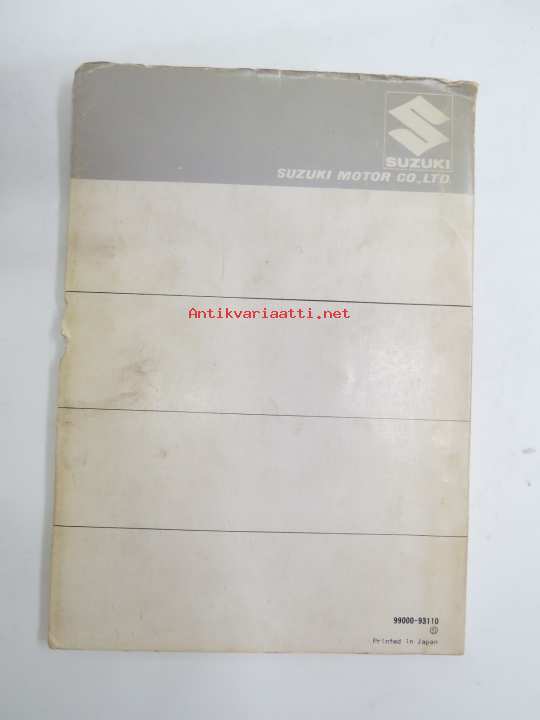 SUZUKI
SUZUKI MOTOR CO.,LTD.
Antikvariaatti.net
99000-93110
Printed in Japan